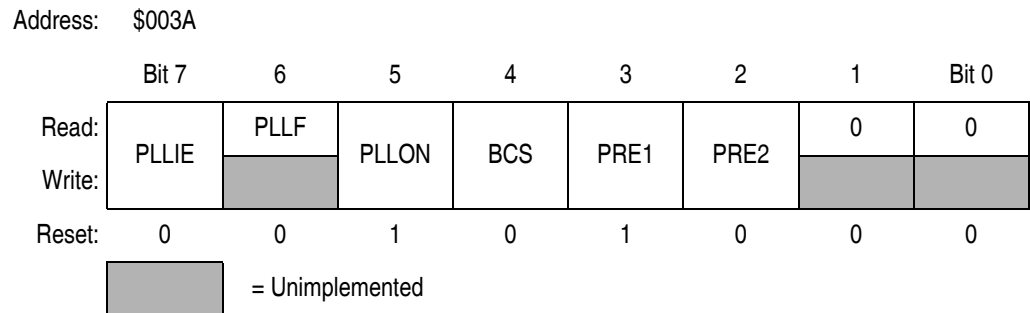 Address: $003A
Bit 7 6 5 4 3 2 1 Bit 0
Read: PLLIE PLLF PLLON BCS PRE1 PRE2 0 0
Write:
Reset: 0 0 1 0 1 0 0 0
= Unimplemented